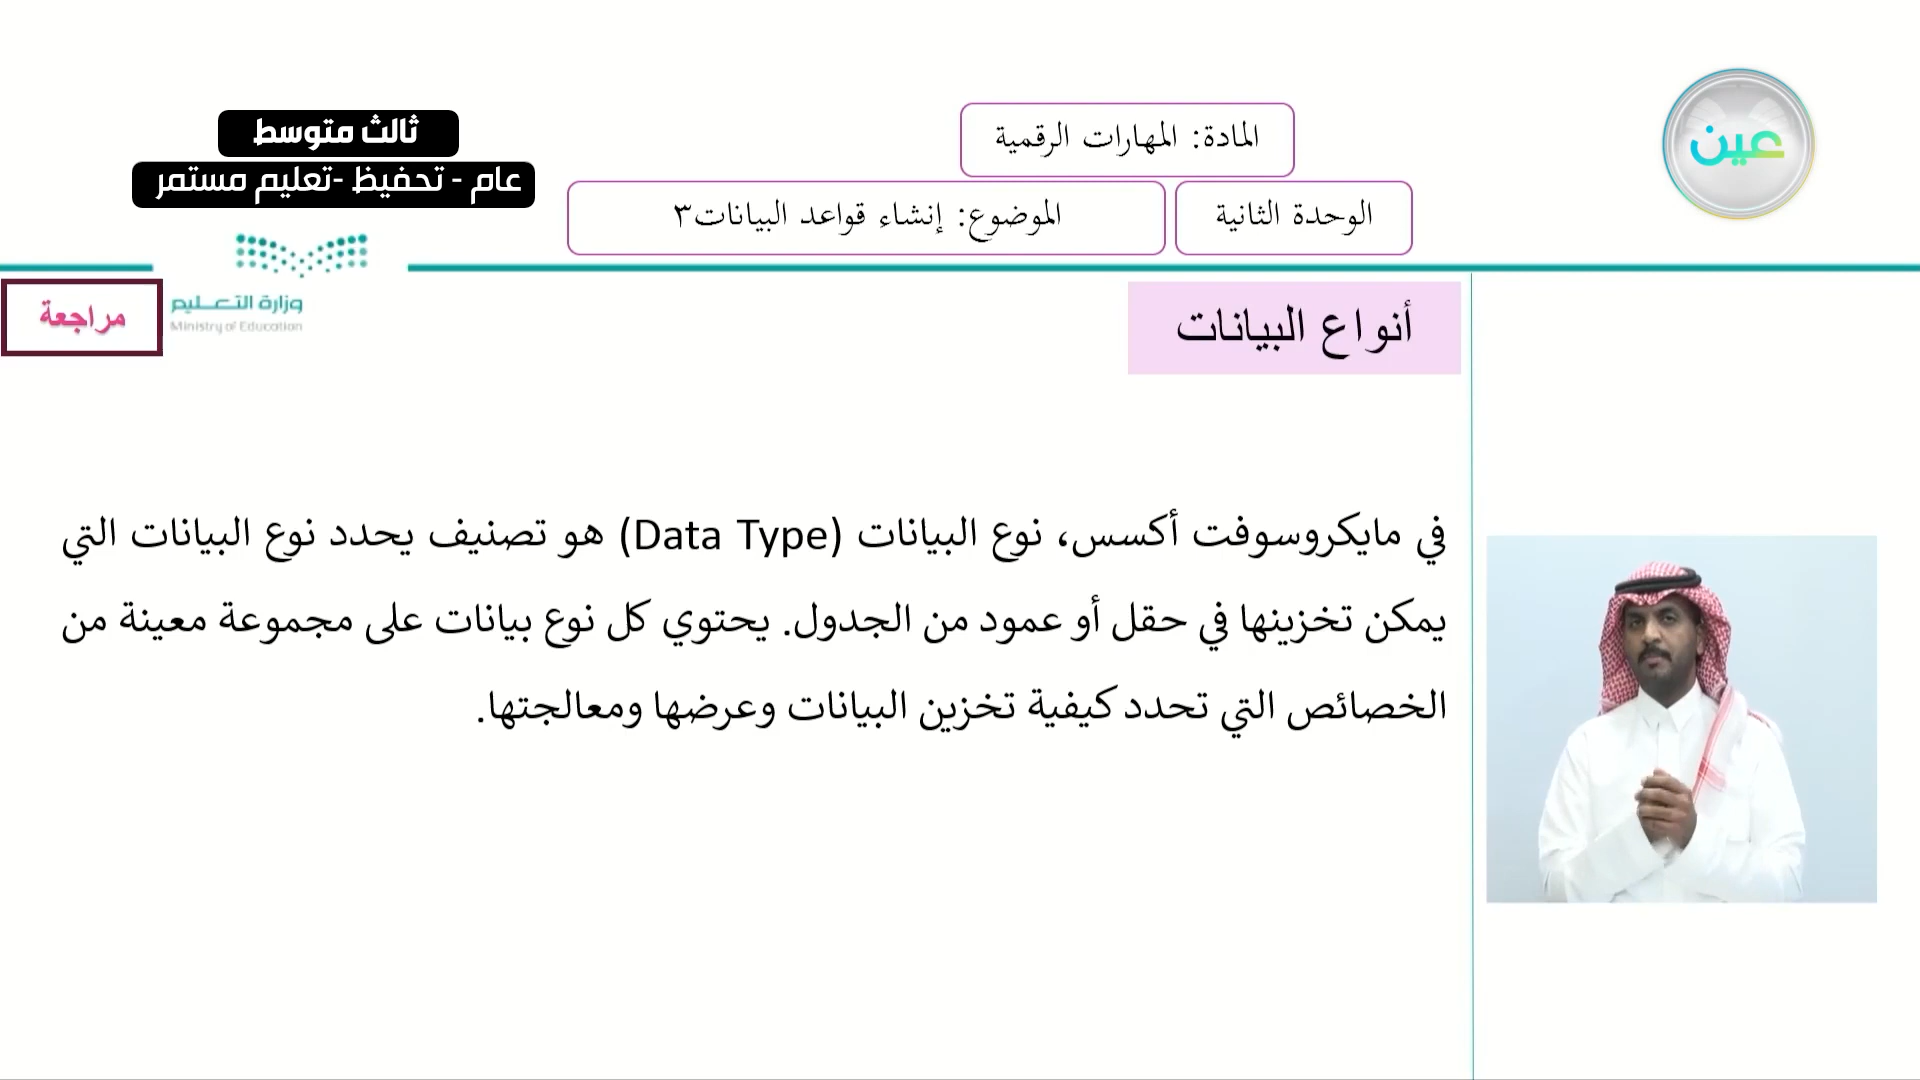 عين
المادة: المهارات الرقمية
ثالث متوسط
عام - تحفيظ -تعليم مستمر
الوحدة الثانية
الموضوع: إنشاء قواعد البيانات٣
وزارة التعليم
Ministry of Education
مراجعة
أنواع البيانات
في مايكروسوفت أكسس، نوع البيانات (Data Type) هو تصنيف يحدد نوع البيانات التي
يمكن تخزينها في حقل أو عمود من الجدول. يحتوي كل نوع بيانات على مجموعة معينة من
الخصائص التي تحدد كيفية تخزين البيانات وعرضها ومعالجتها.